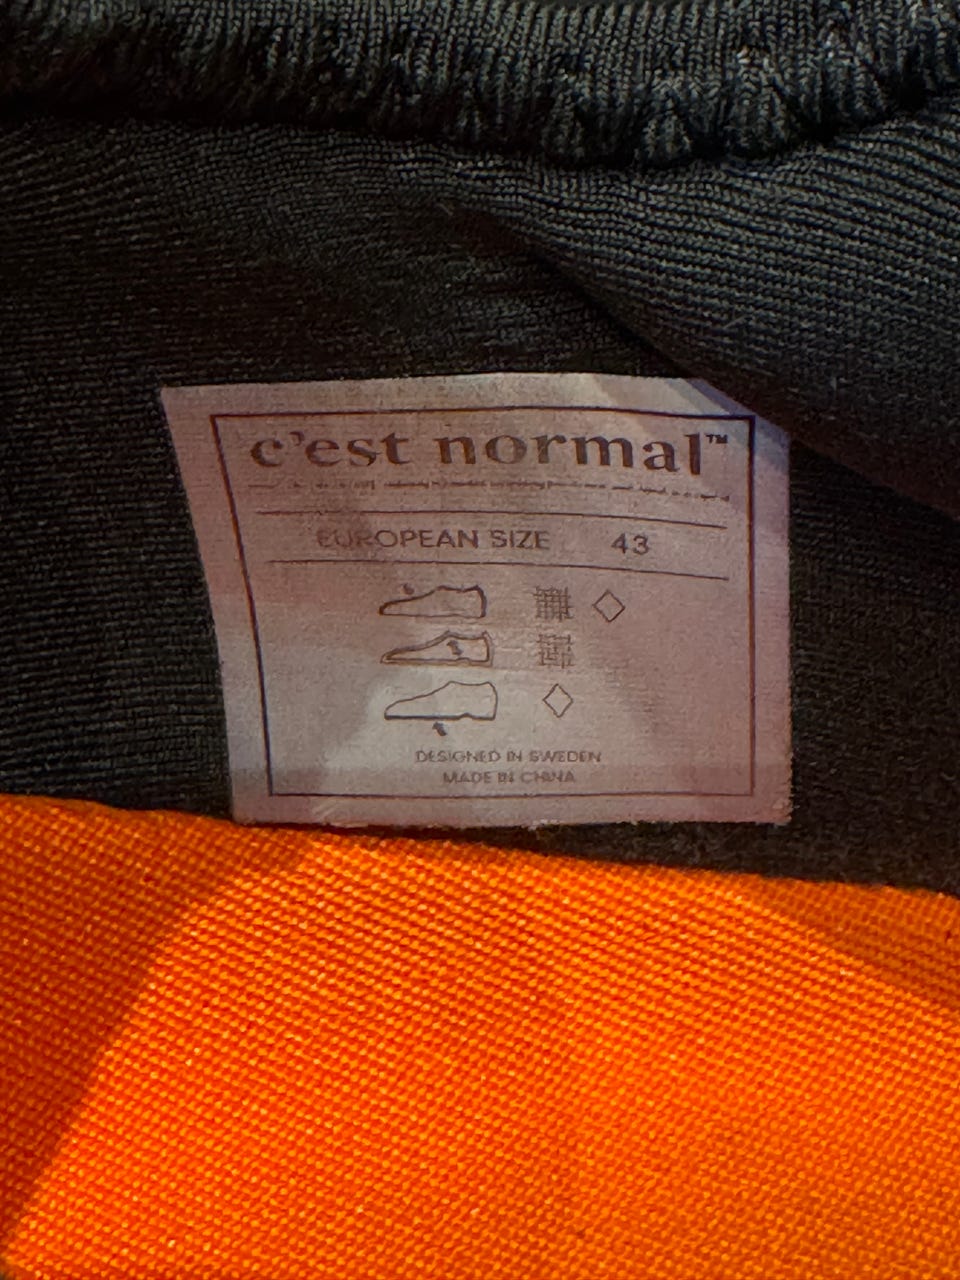 c'est normal™
EUROPEAN SIZE 43
DESIGNED IN SWEDEN
MADE IN CHINA